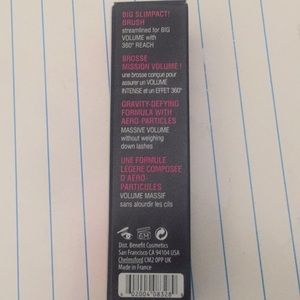 BIG SLIMPACT!
BRUSH
streamlined for BIG
VOLUME with
360° REACH
BROSSE
MISSION VOLUME !
une brosse conçue pour
assurer un VOLUME
INTENSE et un EFFET 360°
GRAVITY-DEFYING
FORMULA WITH
AERO-PARTICLES
MASSIVE VOLUME
without weighing
down lashes
UNE FORMULE
LÉGÈRE COMPOSÉE
D'AÉRO-
PARTICULES
VOLUME MASSIF
sans alourdir les cils
6M
Dist. Benefit Cosmetics
San Francisco CA 94104 USA
Chelmsford CM2 0PP UK
Made in France